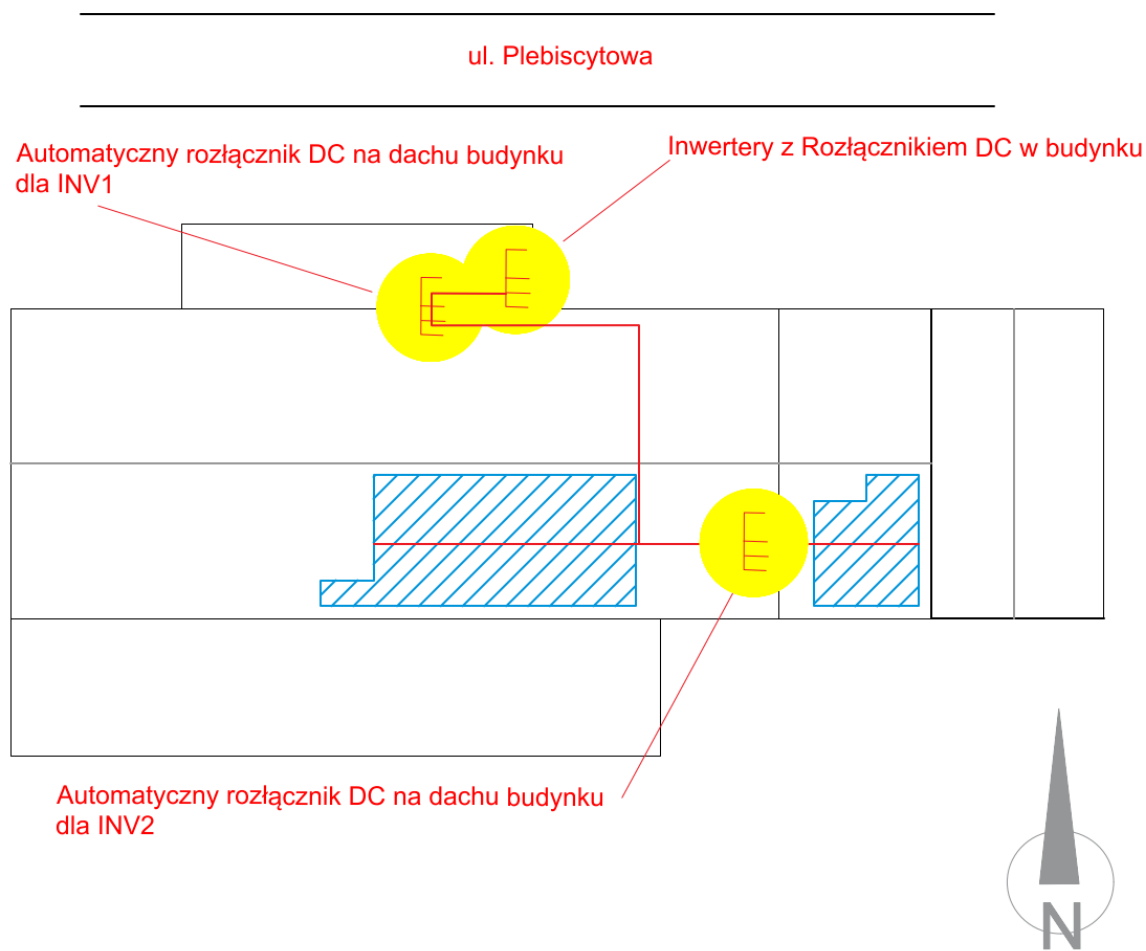 ul. Plebiscytowa
Automatyczny rozłącznik DC na dachu budynku
dla INV1
Inwertery z Rozłącznikiem DC w budynku
Automatyczny rozłącznik DC na dachu budynku
dla INV2
N